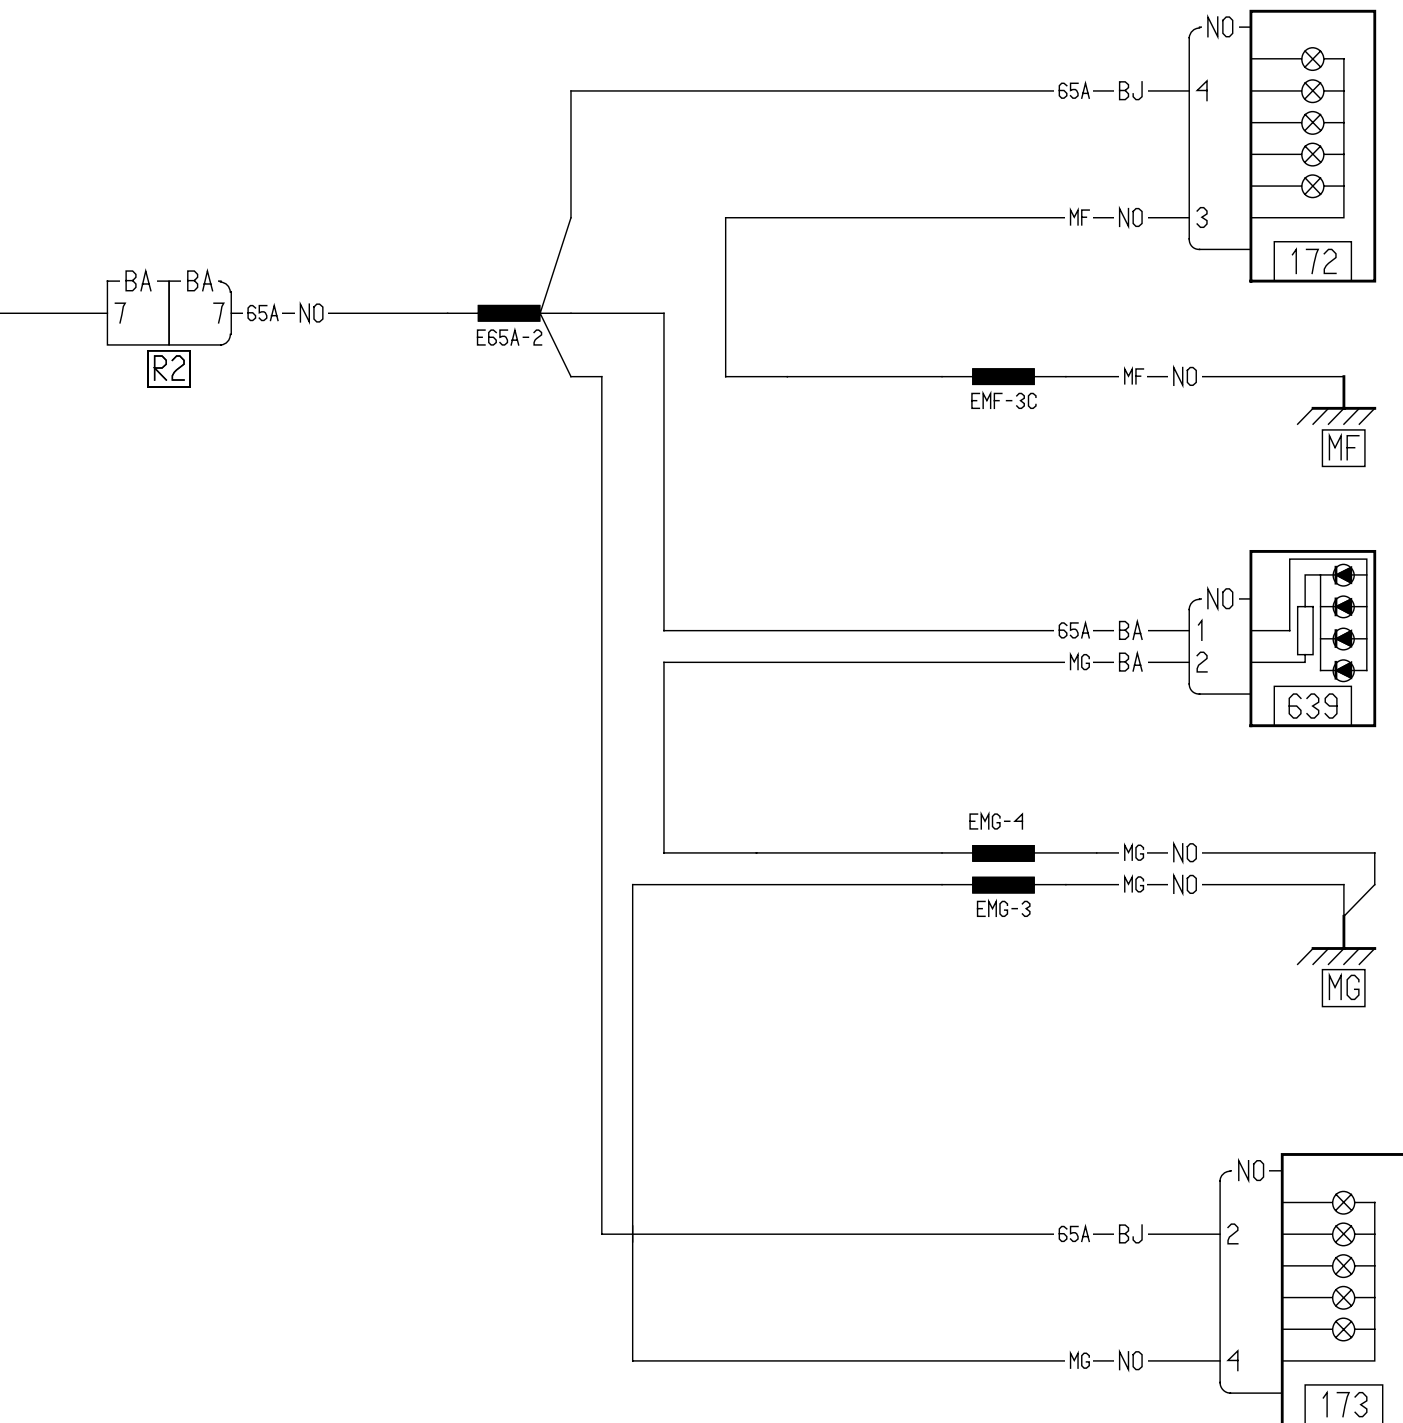 NO
65A BJ 4
MF NO 3
172
BA BA
7 7 65A NO
E65A-2
R2
MF NO
EMF-3C
MF
NO
65A BA 1
MG BA 2
639
EMG-4
MG NO
MG NO
EMG-3
MG
NO
65A BJ 2
MG NO 4
173